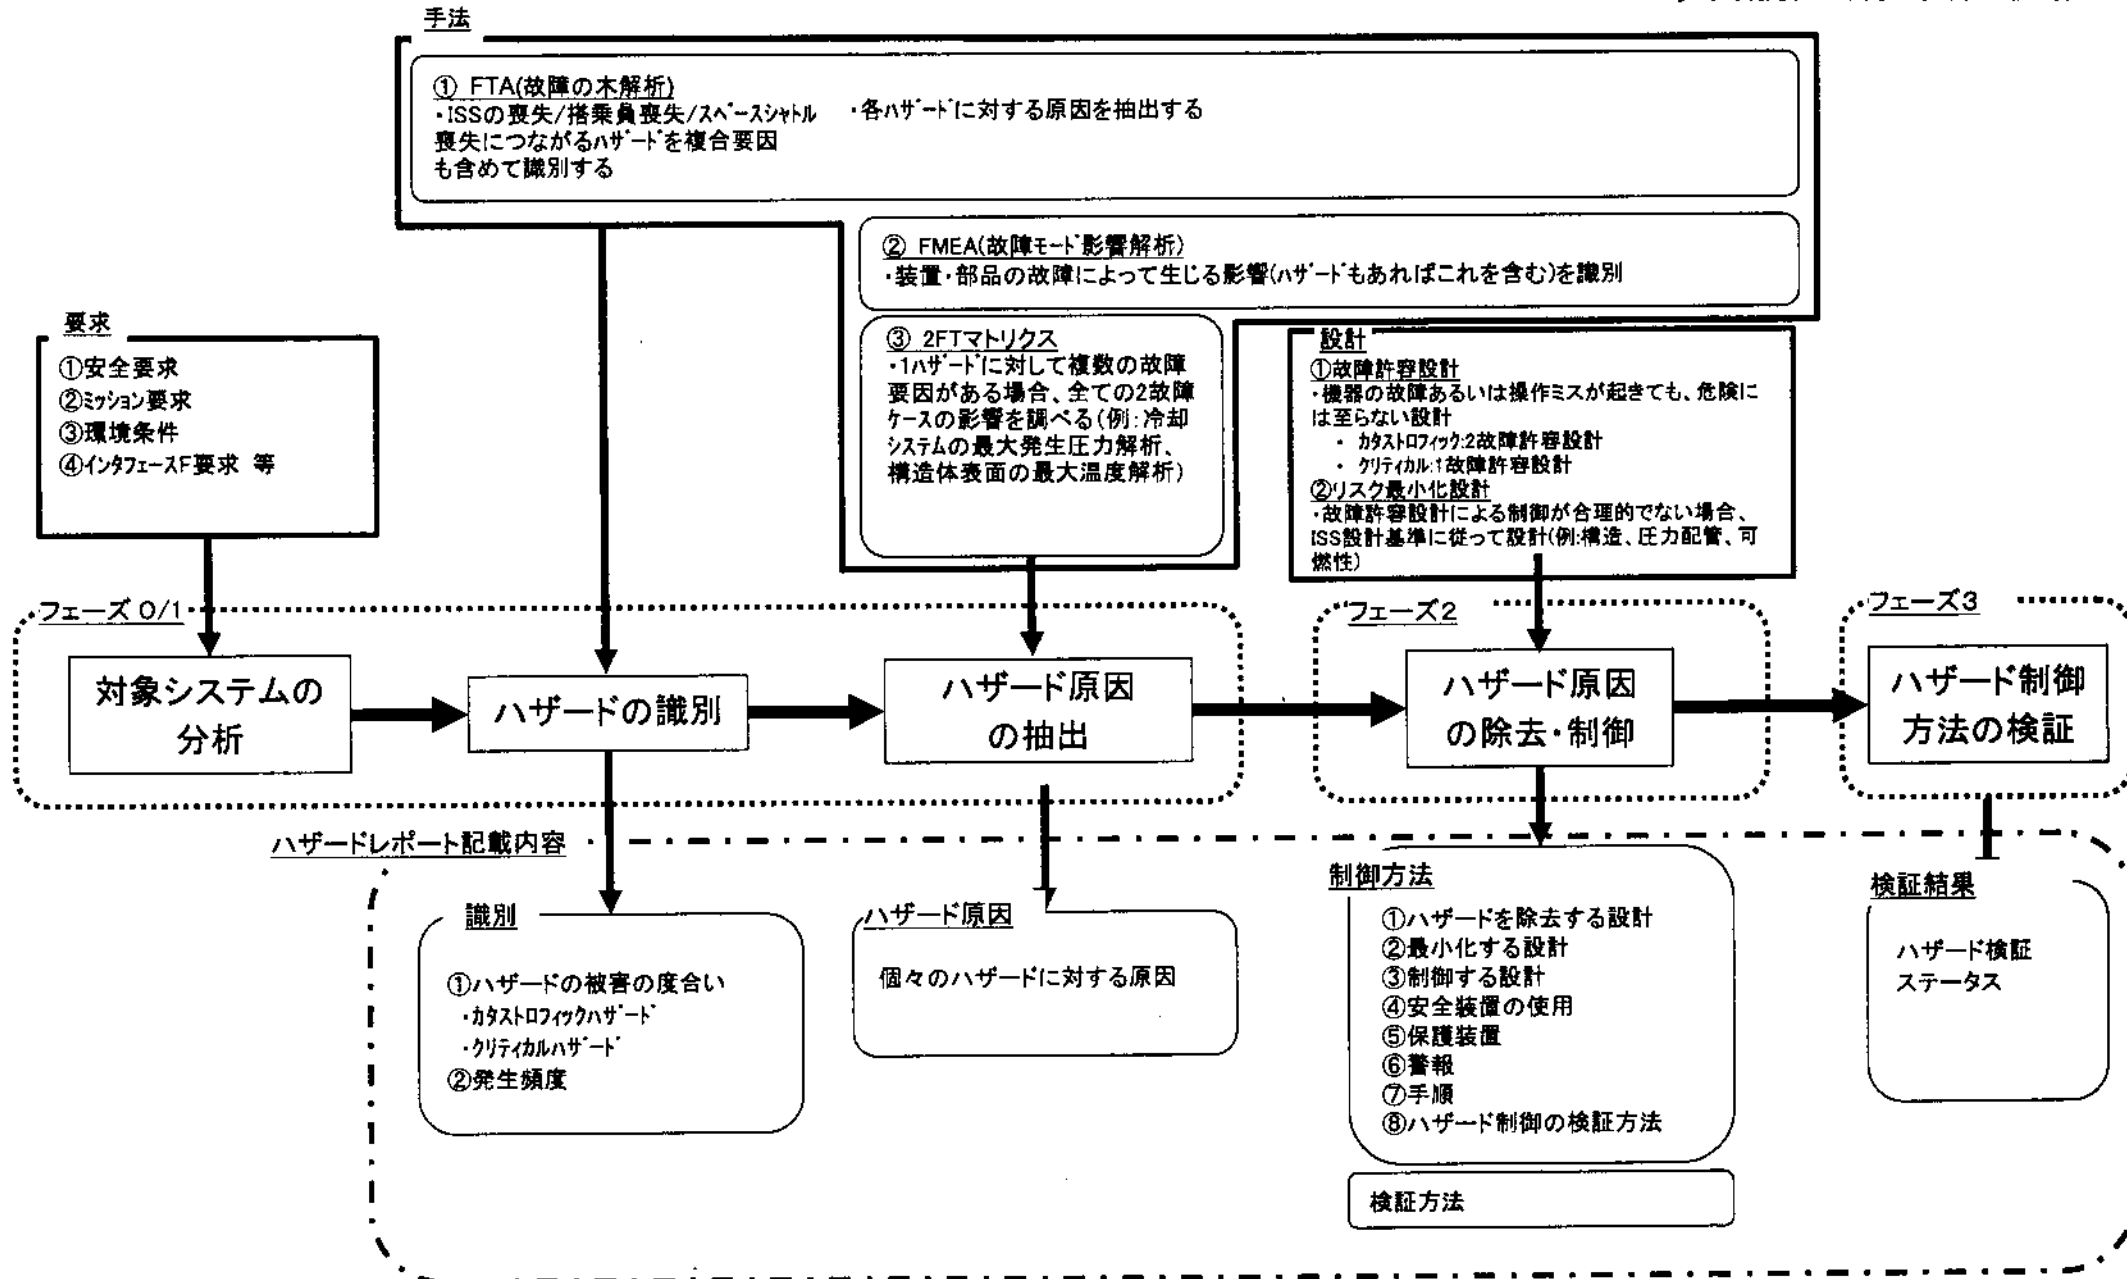 手法
① FTA(故障の木解析)
・ISSの喪失/搭乗員喪失/スペースシャトル
喪失につながるハザードを複合要因
も含めて識別する
・各ハザードに対する原因を抽出する
② FMEA(故障モード影響解析)
・装置・部品の故障によって生じる影響(ハザードもあればこれを含む)を識別
③ 2FTマトリクス
・1ハザードに対して複数の故障
要因がある場合、全ての2故障
ケースの影響を調べる(例:冷却
システムの最大発生圧力解析、
構造体表面の最大温度解析)
要求
①安全要求
②ミッション要求
③環境条件
④インタフェースF要求 等
設計
①故障許容設計
・機器の故障あるいは操作ミスが起きても、危険に
は至らない設計
・ カタストロフィック:2故障許容設計
・ クリティカル:1故障許容設計
②リスク最小化設計
・故障許容設計による制御が合理的でない場合、
ISS設計基準に従って設計(例:構造、圧力配管、可
燃性)
フェーズ 0/1
対象システムの
分析
ハザードの識別
ハザード原因
の抽出
フェーズ2
ハザード原因
の除去・制御
フェーズ3
ハザード制御
方法の検証
ハザードレポート記載内容
識別
①ハザードの被害の度合い
・カタストロフィックハザード
・クリティカルハザード
②発生頻度
ハザード原因
個々のハザードに対する原因
制御方法
①ハザードを除去する設計
②最小化する設計
③制御する設計
④安全装置の使用
⑤保護装置
⑥警報
⑦手順
⑧ハザード制御の検証方法
検証方法
検証結果
ハザード検証
ステータス